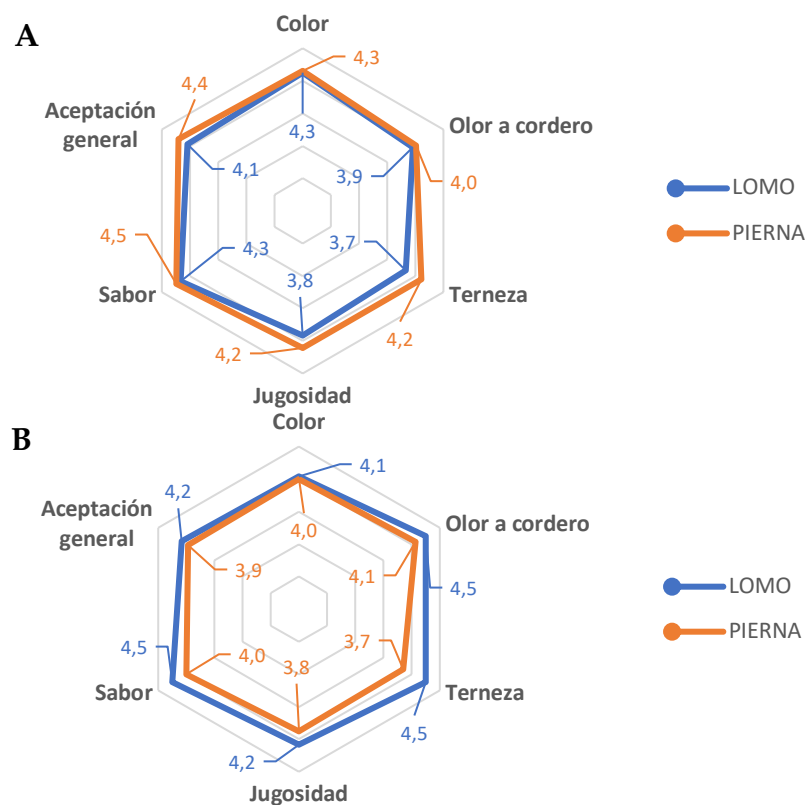 A
Color
4,3
4,4
Aceptación
general
4,3
Olor a cordero
4,1
3,9
4,0
LOMO
4,5
4,3
3,7
PIERNA
Sabor
3,8
Terneza
4,2
4,2
Jugosidad
Color
B
4,1
4,2
Aceptación
general
4,0
Olor a cordero
3,9
4,1
4,5
LOMO
4,5
4,0
3,8
3,7
PIERNA
Sabor
Terneza
4,2
4,5
Jugosidad